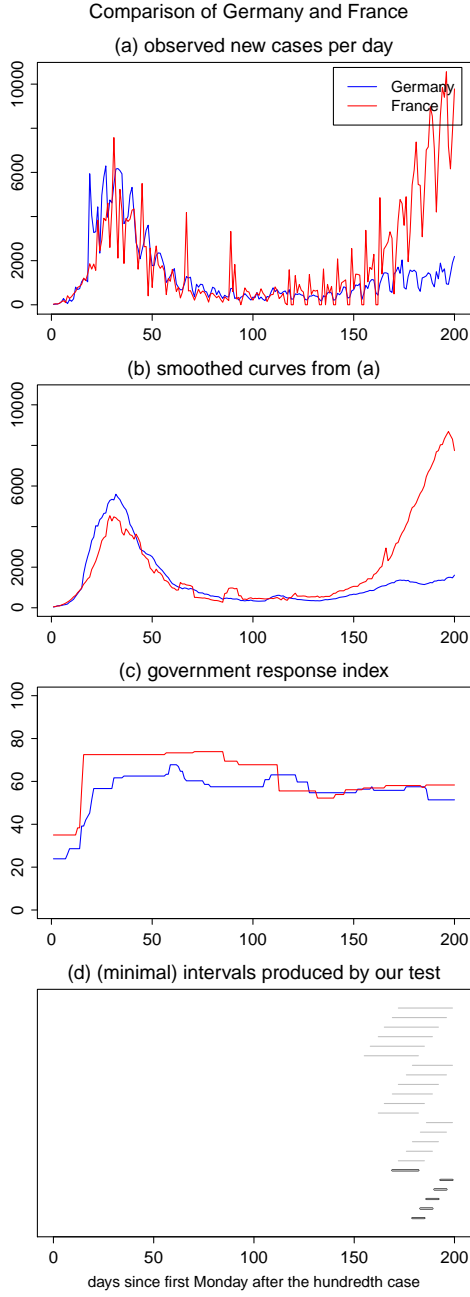 Comparison of Germany and France
(a) observed new cases per day
Germany
France
10000
6000
2000
0
0 50 100 150 200
(b) smoothed curves from (a)
10000
6000
2000
0
0 50 100 150 200
(c) government response index
100
80
60
40
20
0
0 50 100 150 200
(d) (minimal) intervals produced by our test
0 50 100 150 200
days since first Monday after the hundredth case